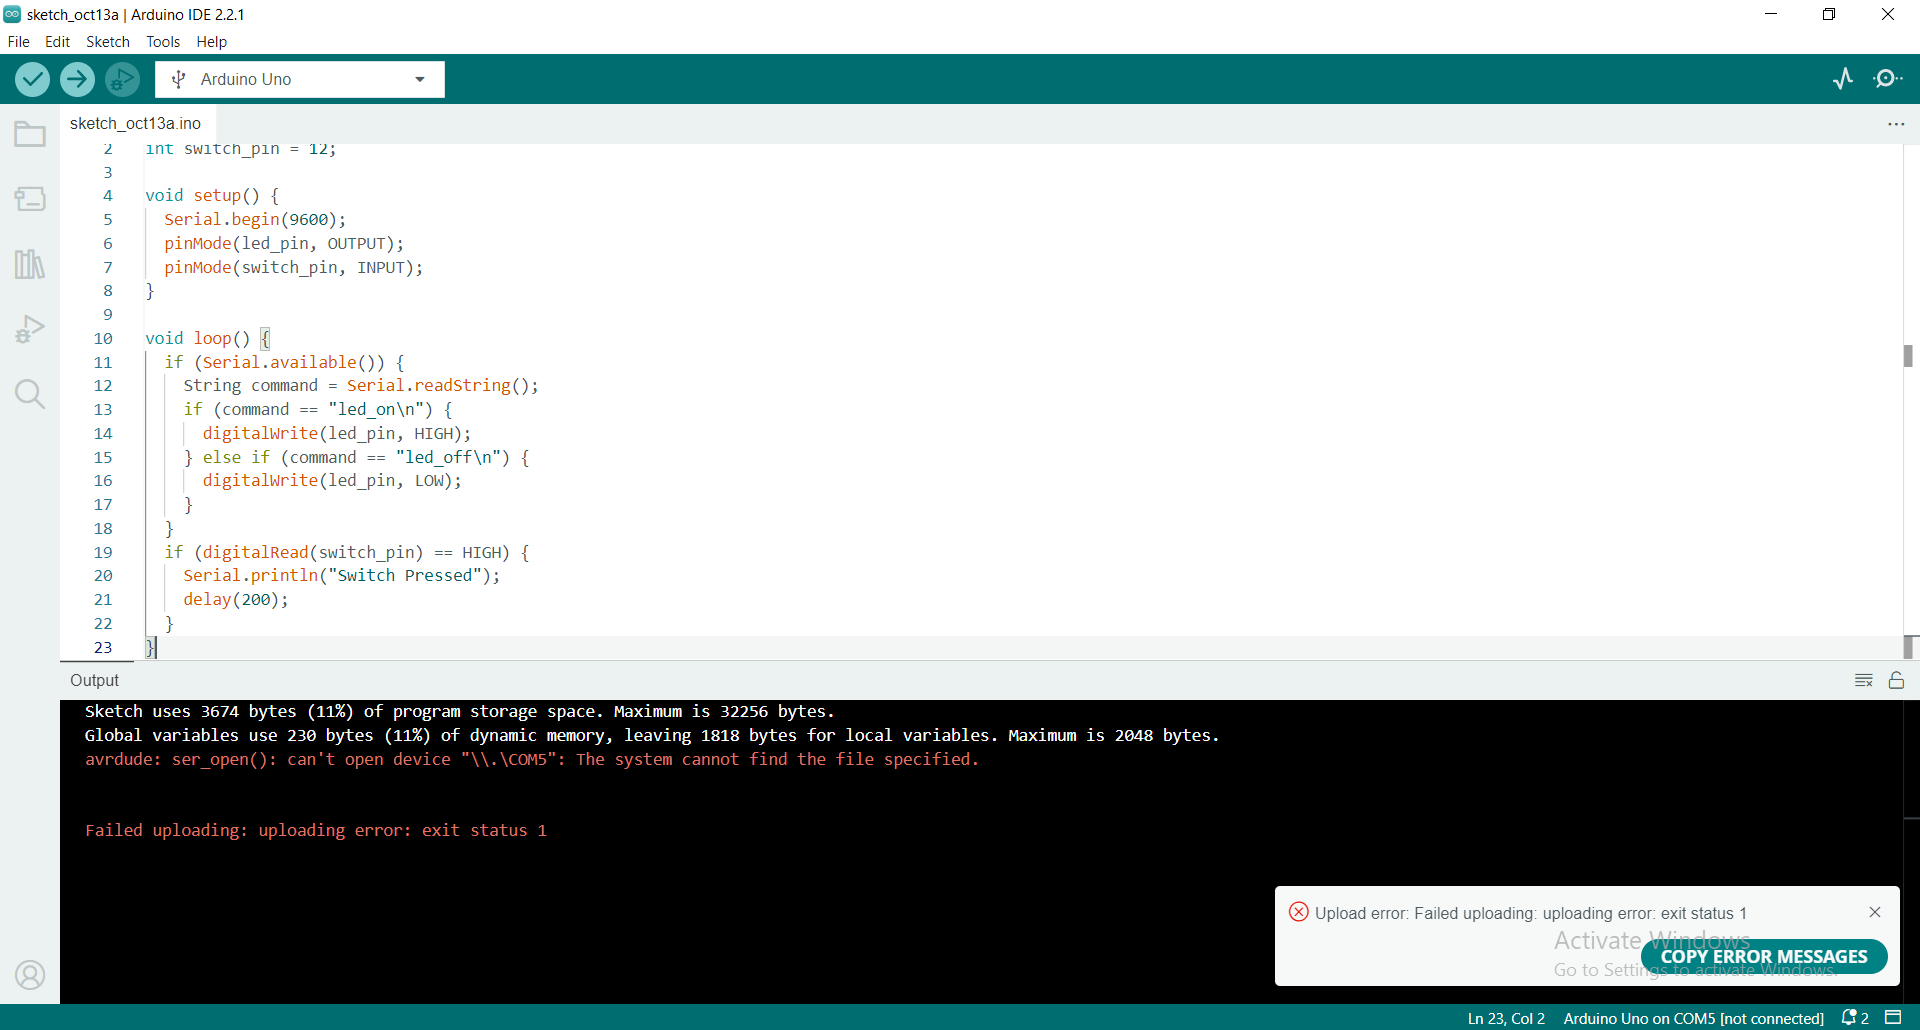 sketch_oct13a | Arduino IDE 2.2.1
File Edit Sketch Tools Help
Arduino Uno
sketch_oct13a.ino
2 int switch_pin = 12;
3
4 void setup() {
5 Serial.begin(9600);
6 pinMode(led_pin, OUTPUT);
7 pinMode(switch_pin, INPUT);
8 }
9
10 void loop() {
11 if (Serial.available()) {
12 String command = Serial.readString();
13 if (command == "led_on\n") {
14 digitalWrite(led_pin, HIGH);
15 } else if (command == "led_off\n") {
16 digitalWrite(led_pin, LOW);
17 }
18 }
19 if (digitalRead(switch_pin) == HIGH) {
20 Serial.println("Switch Pressed");
21 delay(200);
22 }
23 }
Output
Sketch uses 3674 bytes (11%) of program storage space. Maximum is 32256 bytes.
Global variables use 230 bytes (11%) of dynamic memory, leaving 1818 bytes for local variables. Maximum is 2048 bytes.
avrdude: ser_open(): can't open device "\\.\COM5": The system cannot find the file specified.
Failed uploading: uploading error: exit status 1
Upload error: Failed uploading: uploading error: exit status 1
Activate Windows
COPY ERROR MESSAGES
Go to Settings to activate Windows.
Ln 23, Col 2 Arduino Uno on COM5 [not connected] 2